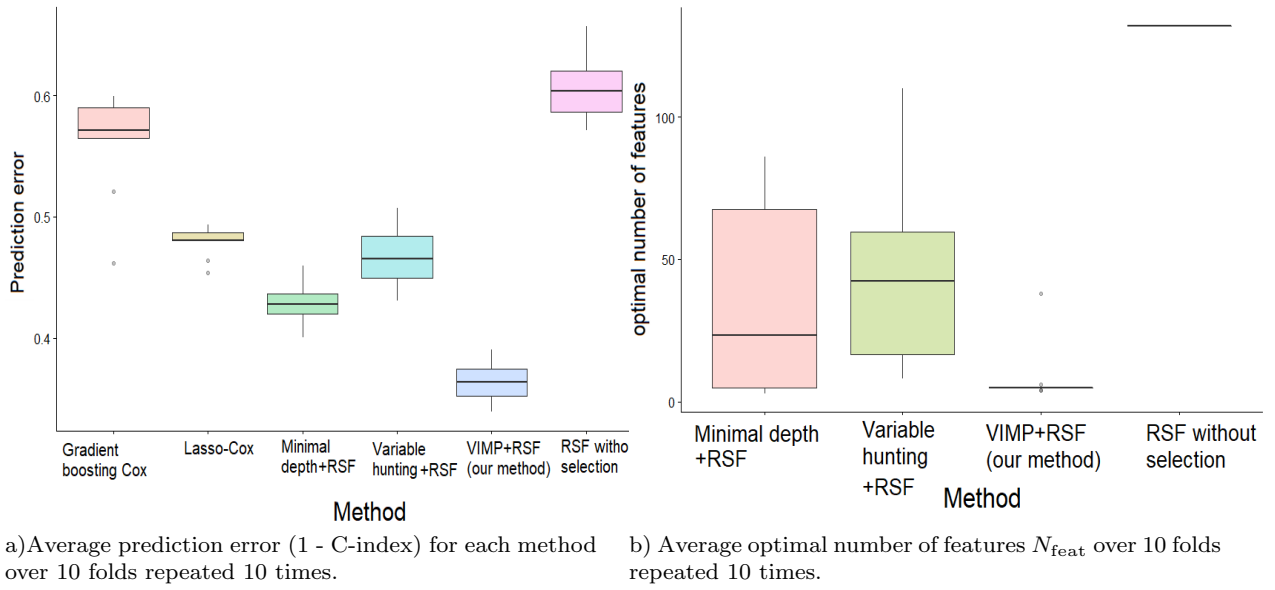 Prediction error
0.6
0.5
0.4
Gradient
boosting Cox
Lasso-Cox
Minimal
depth+RSF
Variable
hunting+RSF
VIMP+RSF
(our method)
RSF witho
selection
Method
a)Average prediction error (1 - C-index) for each method
over 10 folds repeated 10 times.
optimal number of features
100
50
0
Minimal depth
+RSF
Variable
hunting
+RSF
VIMP+RSF
(our method)
RSF without
selection
Method
b) Average optimal number of features N_feat over 10 folds
repeated 10 times.